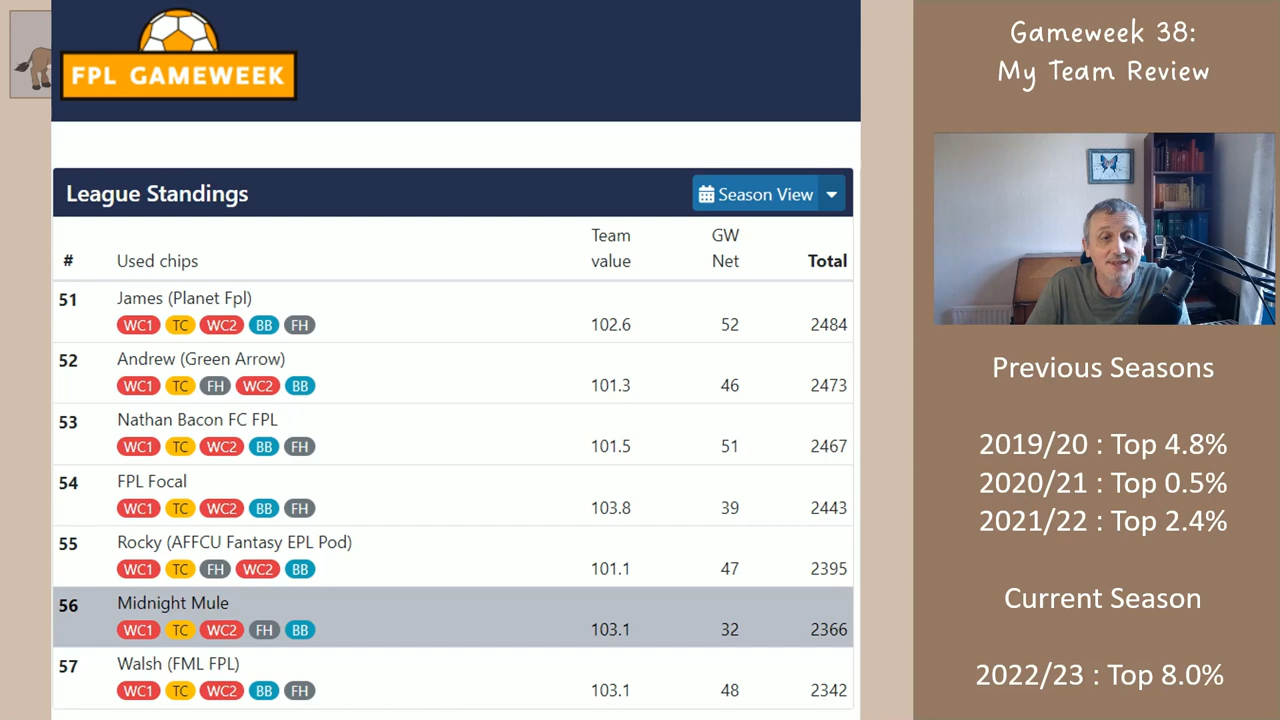 FPL GAMEWEEK
League Standings
Season View
# Used chips Team value GW Net Total
51 James (Planet Fpl)
WC1 TC WC2 BB FH 102.6 52 2484
52 Andrew (Green Arrow)
WC1 TC FH WC2 BB 101.3 46 2473
53 Nathan Bacon FC FPL
WC1 TC WC2 BB FH 101.5 51 2467
54 FPL Focal
WC1 TC WC2 BB FH 103.8 39 2443
55 Rocky (AFFCU Fantasy EPL Pod)
WC1 TC FH WC2 BB 101.1 47 2395
56 Midnight Mule
WC1 TC WC2 FH BB 103.1 32 2366
57 Walsh (FML FPL)
WC1 TC WC2 BB FH 103.1 48 2342
Gameweek 38:
My Team Review
Previous Seasons
2019/20 : Top 4.8%
2020/21 : Top 0.5%
2021/22 : Top 2.4%
Current Season
2022/23 : Top 8.0%